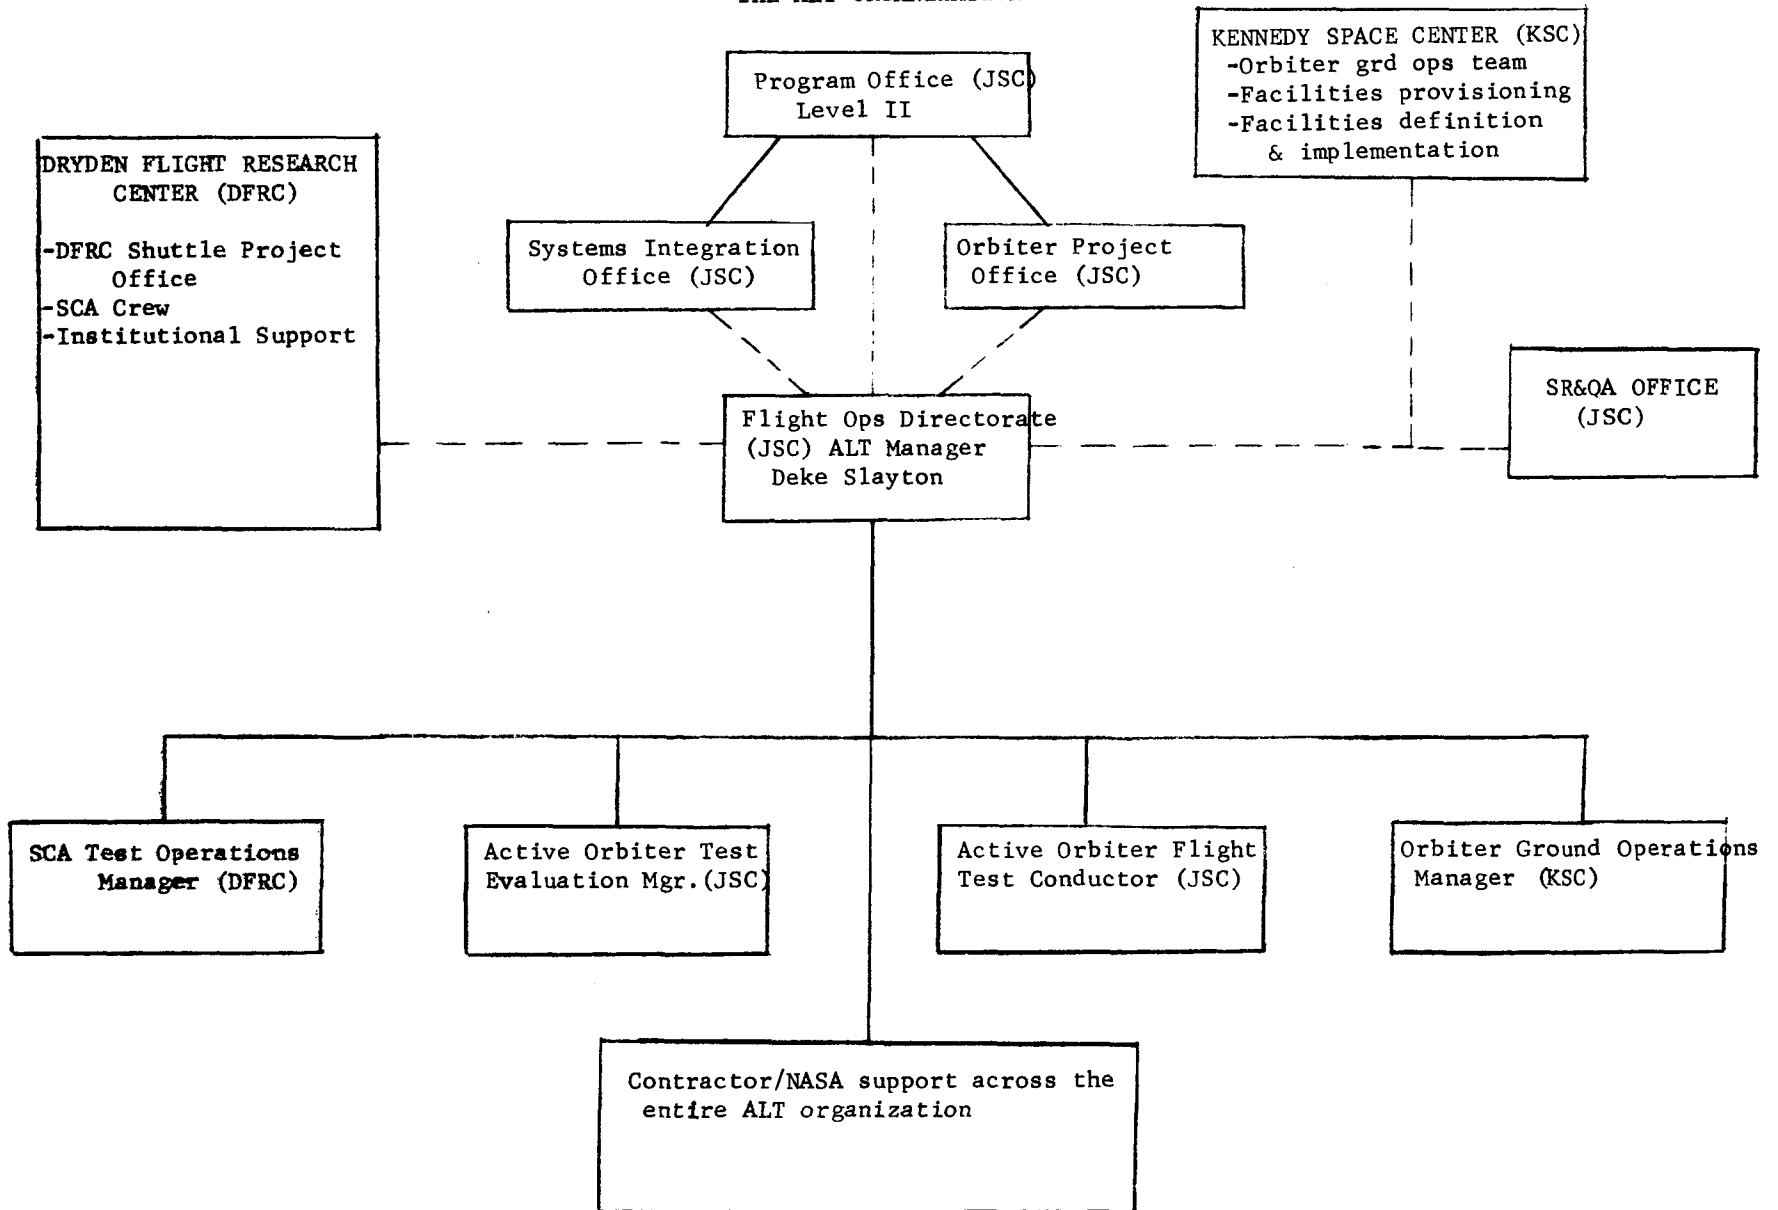 KENNEDY SPACE CENTER (KSC)
-Orbiter grd ops team
-Facilities provisioning
-Facilities definition
& implementation
Program Office (JSC)
Level II
DRYDEN FLIGHT RESEARCH
CENTER (DFRC)
-DFRC Shuttle Project
Office
-SCA Crew
-Institutional Support
Systems Integration
Office (JSC)
Orbiter Project
Office (JSC)
SR&QA OFFICE
(JSC)
Flight Ops Directorate
(JSC) ALT Manager
Deke Slayton
SCA Test Operations
Manager (DFRC)
Active Orbiter Test
Evaluation Mgr.(JSC)
Active Orbiter Flight
Test Conductor (JSC)
Orbiter Ground Operations
Manager (KSC)
Contractor/NASA support across the
entire ALT organization